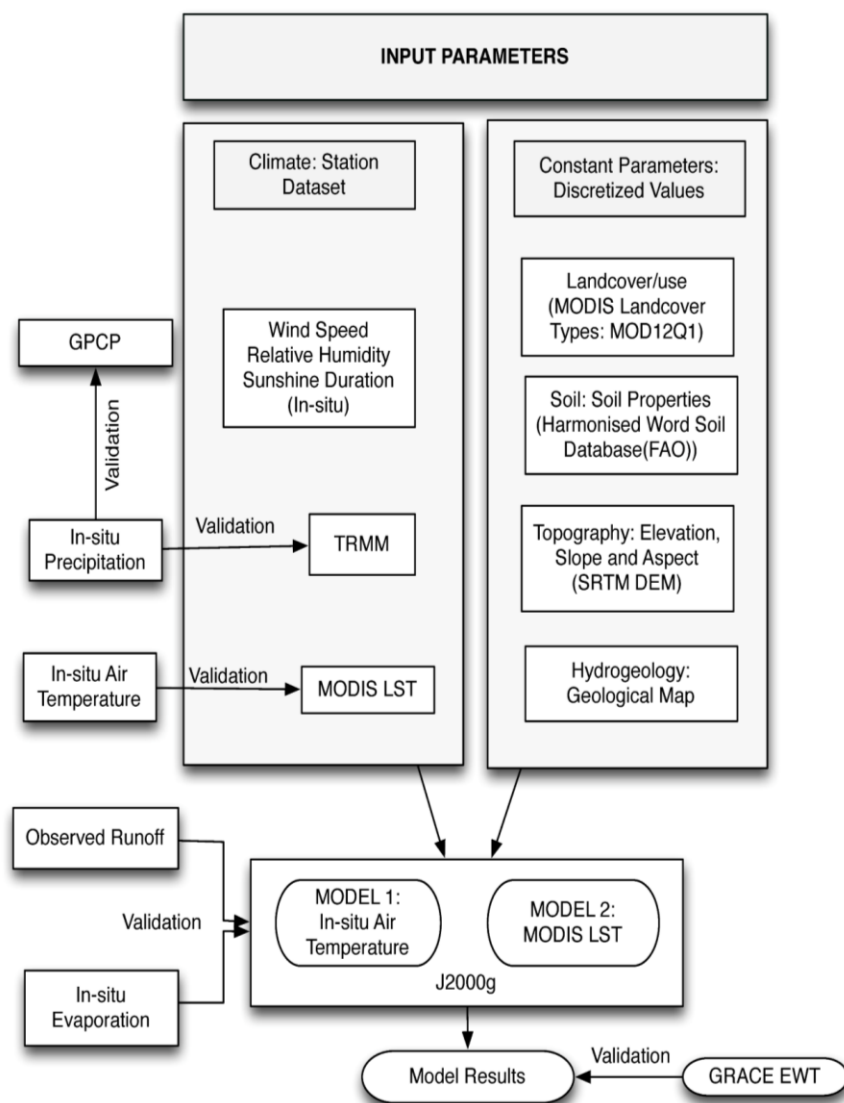 INPUT PARAMETERS
Climate: Station
Dataset
Constant Parameters:
Discretized Values
Wind Speed
Relative Humidity
Sunshine Duration
(In-situ)
Landcover/use
(MODIS Landcover
Types: MOD12Q1)
GPCP
Validation
Soil: Soil Properties
(Harmonised Word Soil
Database(FAO))
In-situ
Precipitation
Validation
TRMM
Topography: Elevation,
Slope and Aspect
(SRTM DEM)
In-situ Air
Temperature
Validation
MODIS LST
Hydrogeology:
Geological Map
Observed Runoff
Validation
In-situ
Evaporation
MODEL 1:
In-situ Air
Temperature
MODEL 2:
MODIS LST
J2000g
Model Results
Validation
GRACE EWT